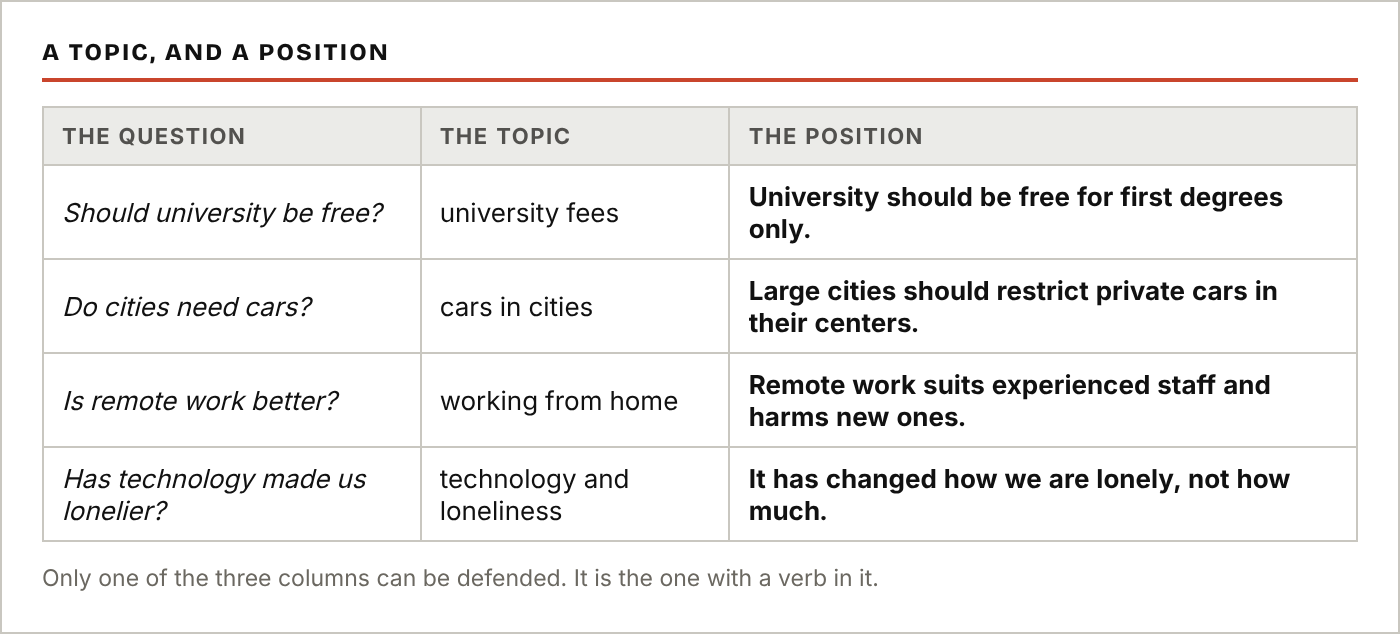 A TOPIC, AND A POSITION
THE QUESTION
THE TOPIC
THE POSITION
Should university be free?
university fees
University should be free for first degrees
only.
Do cities need cars?
cars in cities
Large cities should restrict private cars in
their centers.
Is remote work better?
working from home
Remote work suits experienced staff and
harms new ones.
Has technology made us
lonelier?
technology and
loneliness
It has changed how we are lonely, not how
much.
Only one of the three columns can be defended. It is the one with a verb in it.